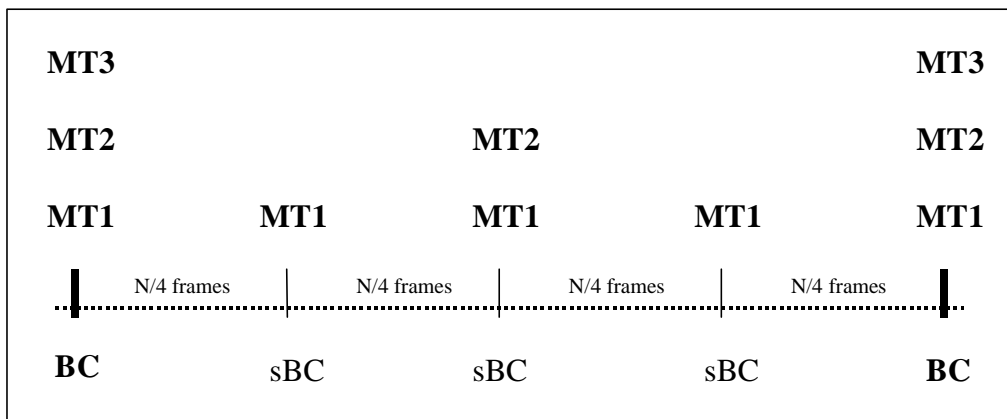 MT3 MT3
MT2 MT2 MT2
MT1 MT1 MT1 MT1 MT1
N/4 frames N/4 frames N/4 frames N/4 frames
BC sBC sBC sBC BC